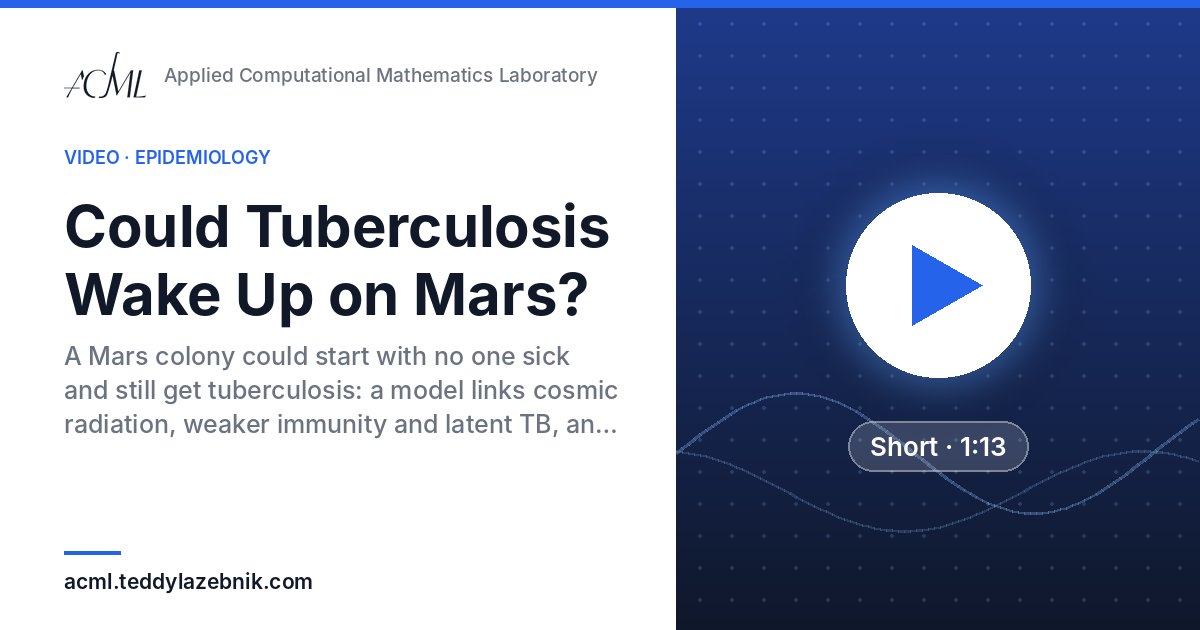 ACML
Applied Computational Mathematics Laboratory
VIDEO · EPIDEMIOLOGY
Could Tuberculosis
Wake Up on Mars?
A Mars colony could start with no one sick
and still get tuberculosis: a model links cosmic
radiation, weaker immunity and latent TB, an...
Short · 1:13
acml.teddylazebnik.com